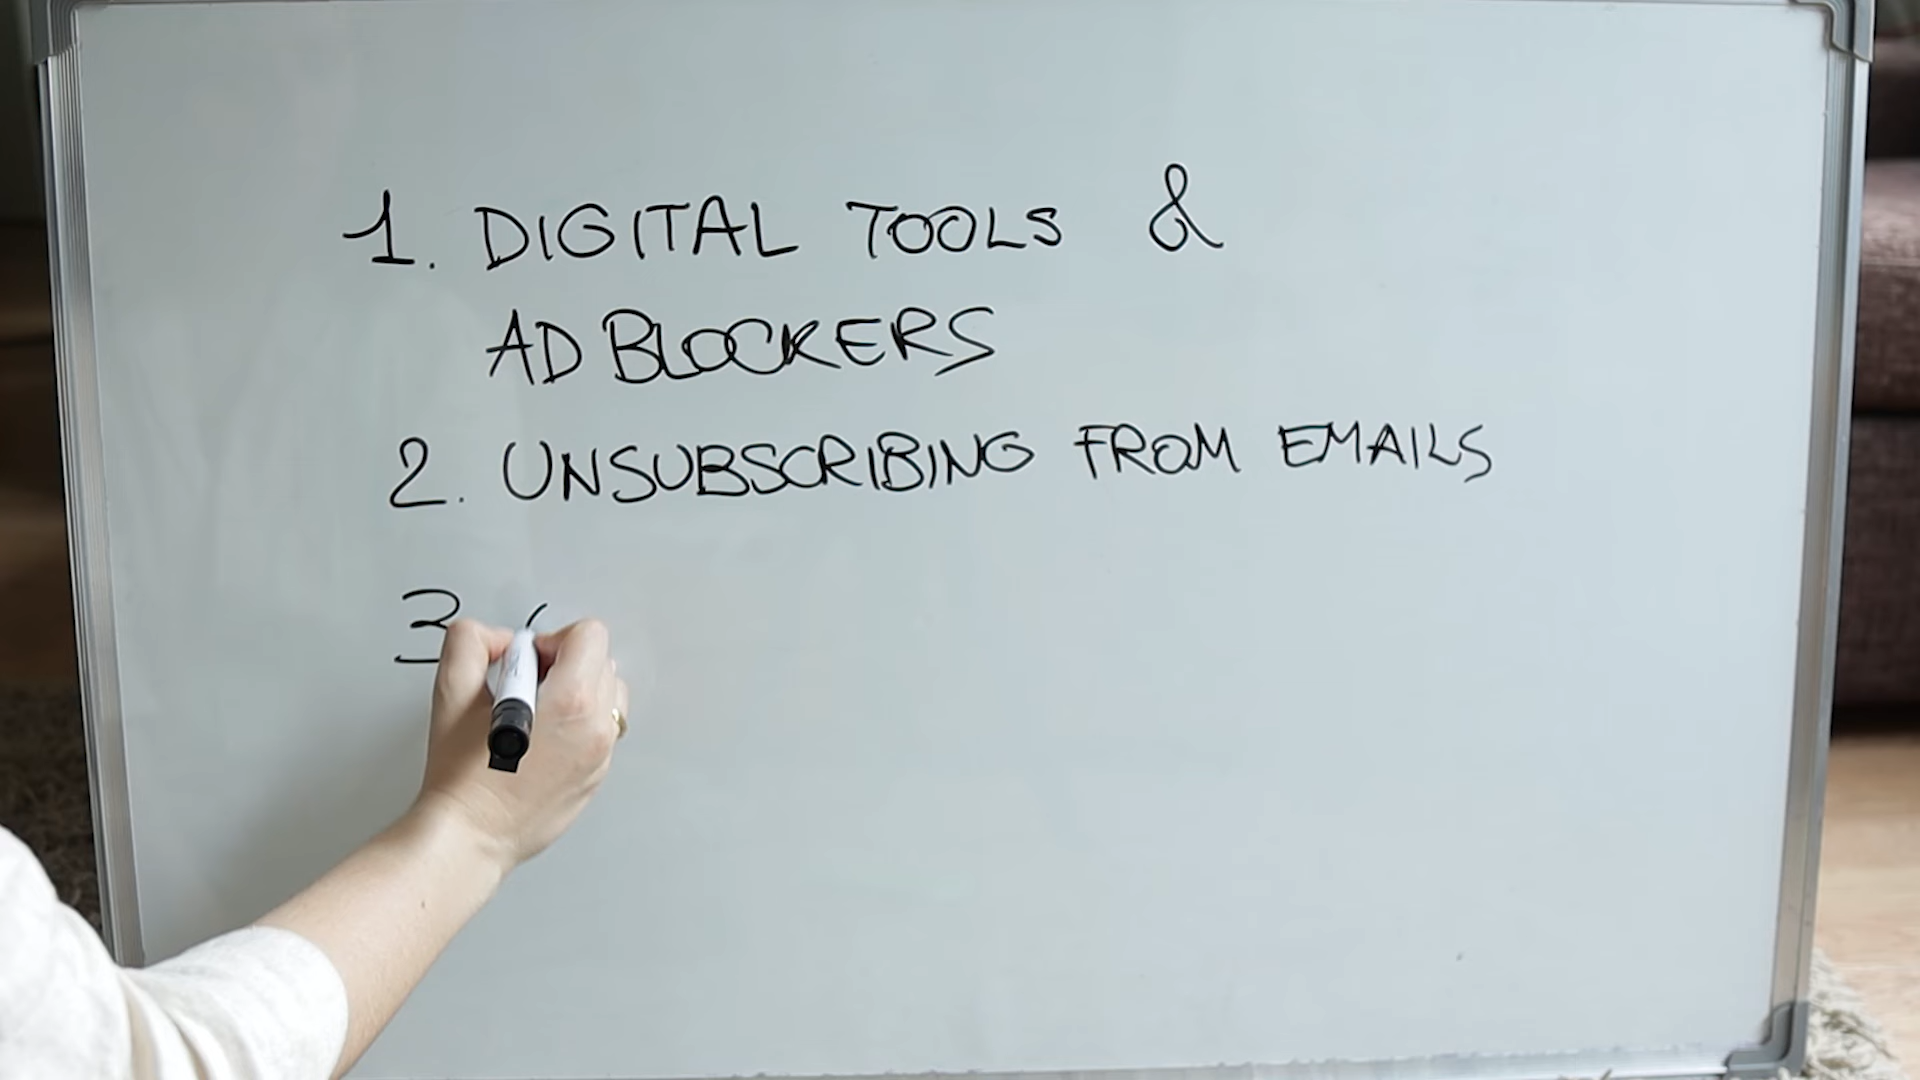 1. DIGITAL TOOLS &
AD BLOCKERS
2. UNSUBSCRIBING FROM EMAILS
3